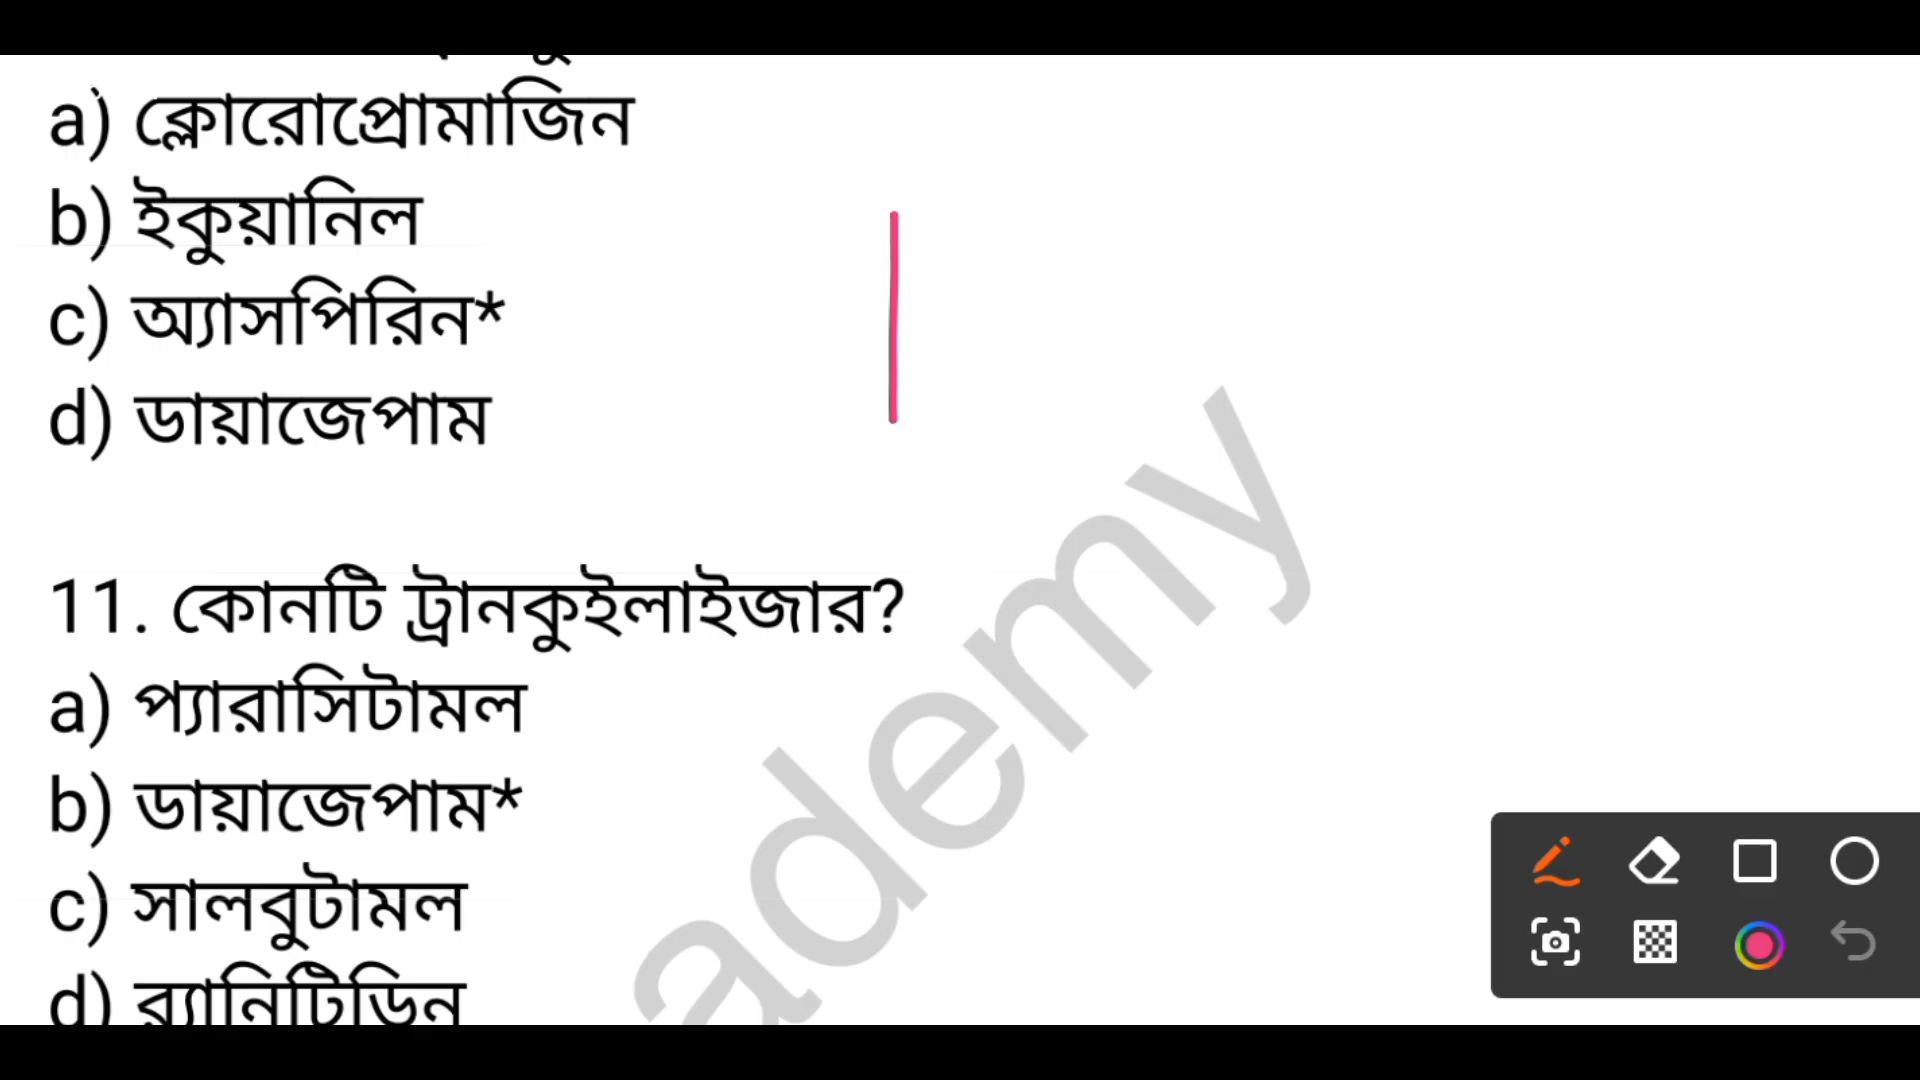 a) ক্লোরোপ্রোমাজিন
b) ইকুয়ানিল
c) অ্যাসপিরিন*
d) ডায়াজেপাম
11. কোনটি ট্রানকুইলাইজার?
a) প্যারাসিটামল
b) ডায়াজেপাম*
c) সালবুটামল
d) র‍্যানিটিডিন
ademy